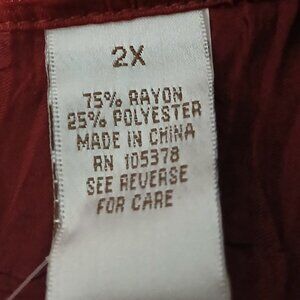 2X
75% RAYON
25% POLYESTER
MADE IN CHINA
RN 105378
SEE REVERSE
FOR CARE